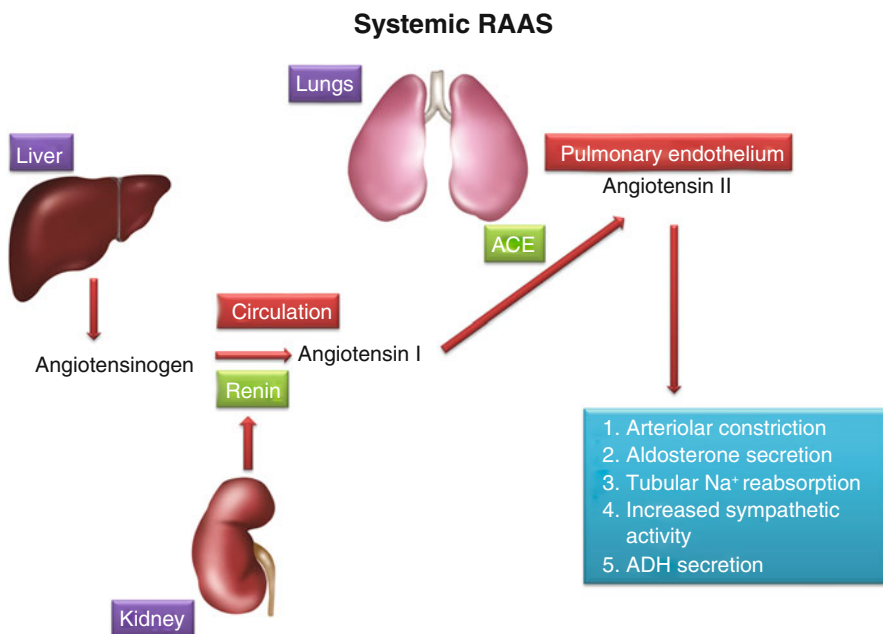 Systemic RAAS
Lungs
Liver
Pulmonary endothelium
Angiotensin II
ACE
Circulation
Angiotensinogen
Angiotensin I
Renin
1. Arteriolar constriction
2. Aldosterone secretion
3. Tubular Na⁺ reabsorption
4. Increased sympathetic
activity
5. ADH secretion
Kidney